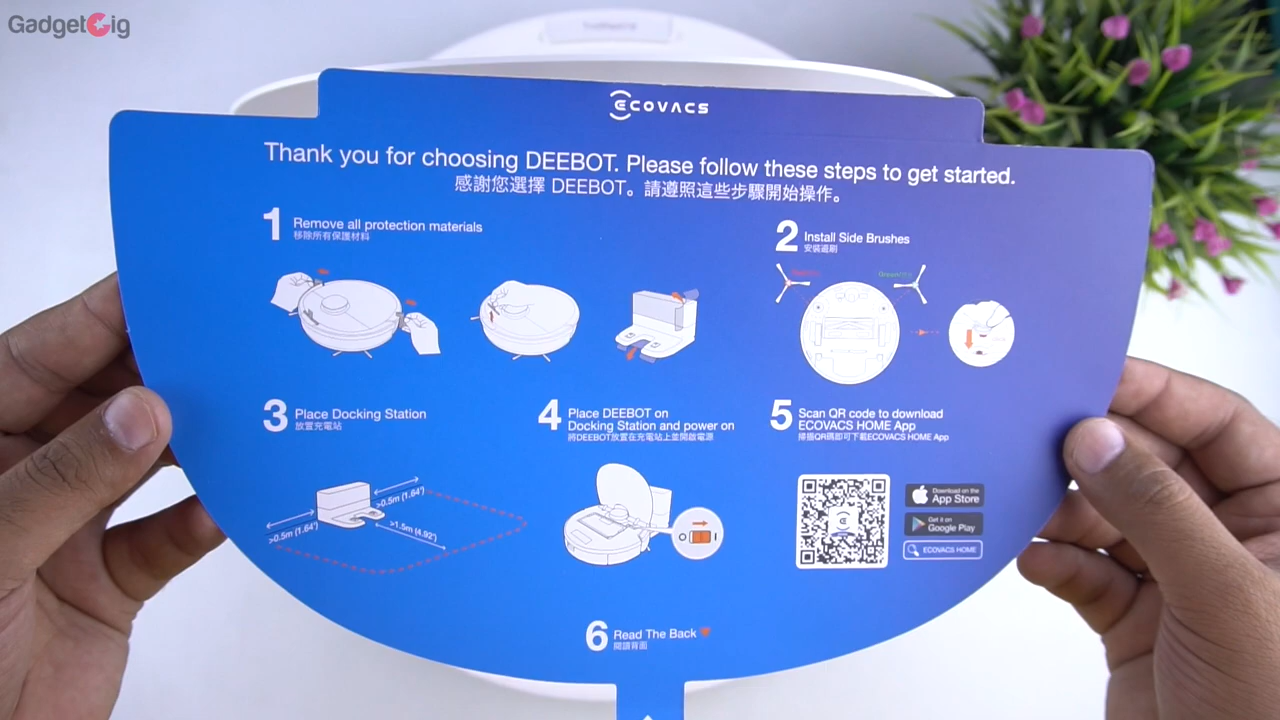 GadgetGig
ECOVACS
Thank you for choosing DEEBOT. Please follow these steps to get started.
感謝您選擇 DEEBOT。請遵照這些步驟開始操作。
1 Remove all protection materials
移除所有保護材料
2 Install Side Brushes
安裝邊刷
3 Place Docking Station
放置充電站
>0.5m (1.64')
>0.5m (1.64')
>1.5m (4.92')
4 Place DEEBOT on
Docking Station and power on
將DEEBOT放置在充電站上並開啟電源
5 Scan QR code to download
ECOVACS HOME App
掃描QR碼即可下載ECOVACS HOME App
Download on the
App Store
Get it on
Google Play
ECOVACS HOME
6 Read The Back
閱讀背面